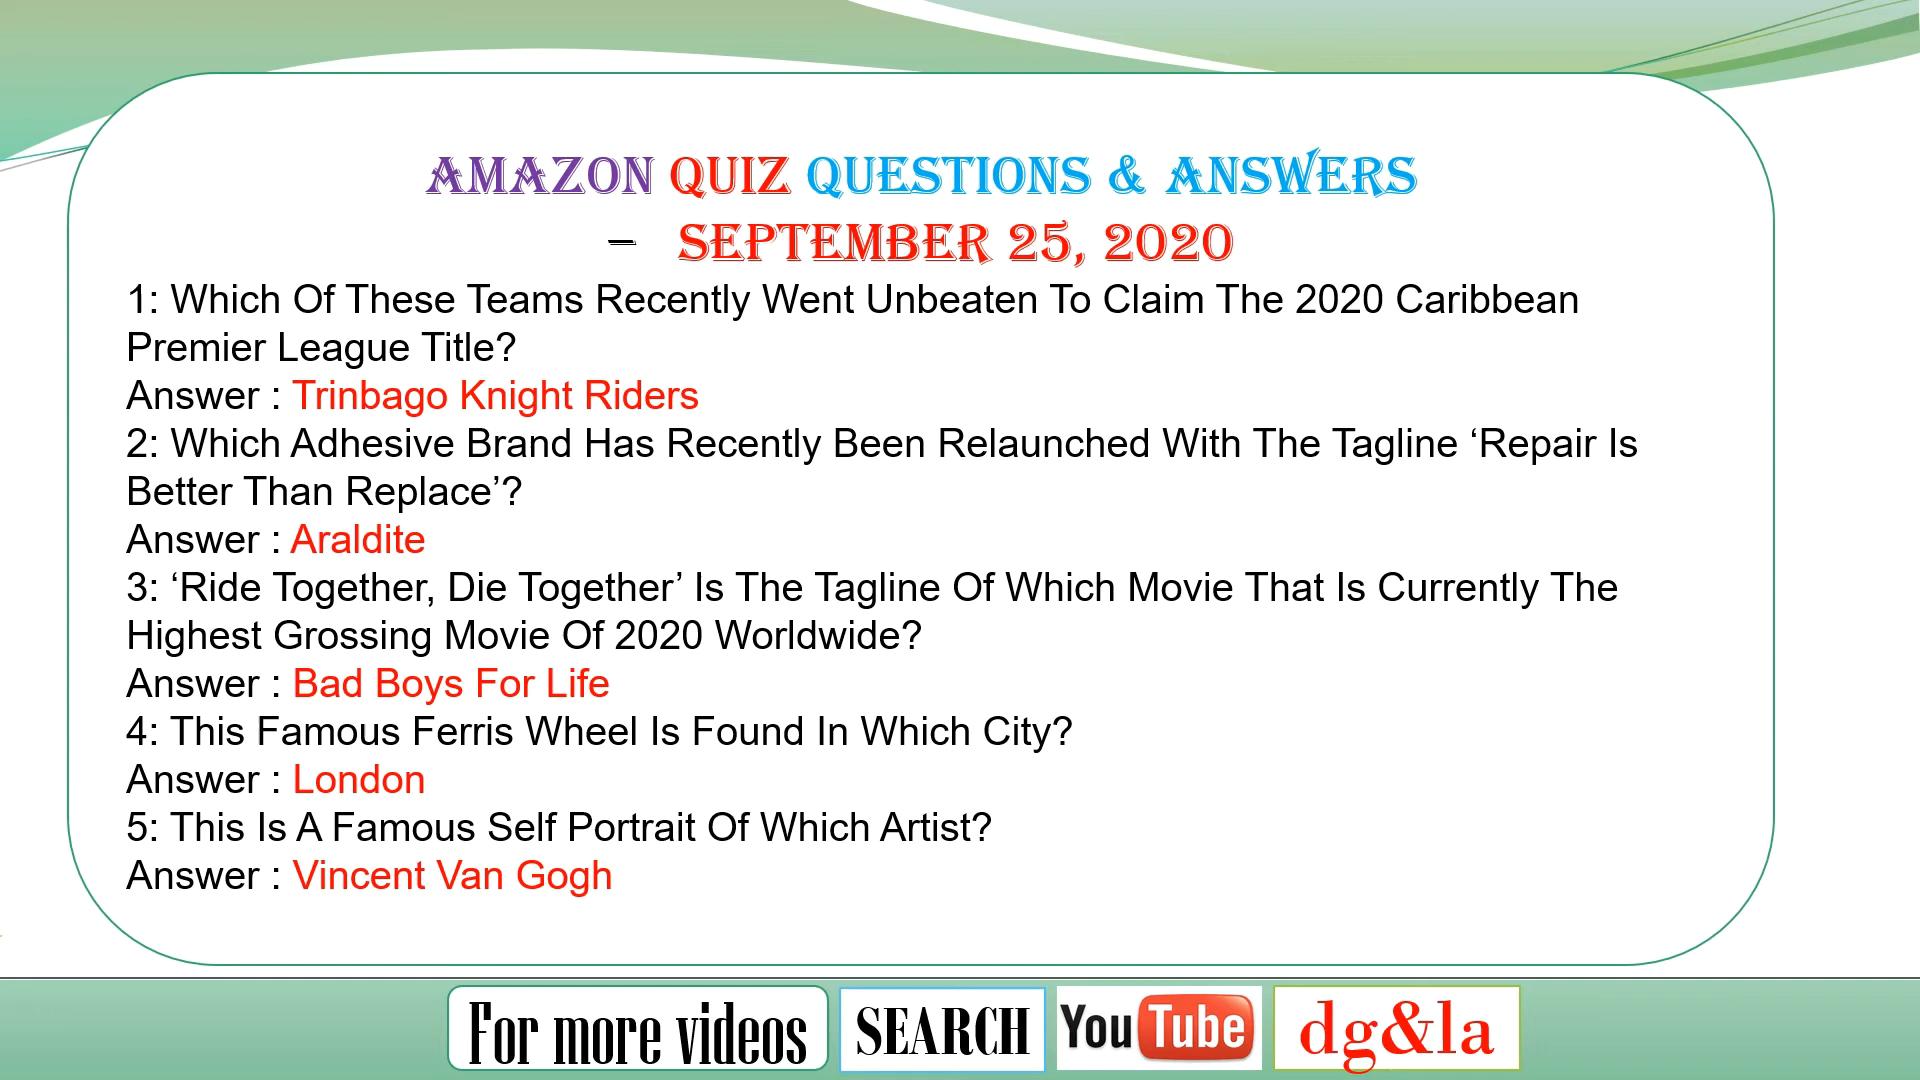 AMAZON QUIZ QUESTIONS & ANSWERS
– SEPTEMBER 25, 2020
1: Which Of These Teams Recently Went Unbeaten To Claim The 2020 Caribbean
Premier League Title?
Answer : Trinbago Knight Riders
2: Which Adhesive Brand Has Recently Been Relaunched With The Tagline ‘Repair Is
Better Than Replace’?
Answer : Araldite
3: ‘Ride Together, Die Together’ Is The Tagline Of Which Movie That Is Currently The
Highest Grossing Movie Of 2020 Worldwide?
Answer : Bad Boys For Life
4: This Famous Ferris Wheel Is Found In Which City?
Answer : London
5: This Is A Famous Self Portrait Of Which Artist?
Answer : Vincent Van Gogh
For more videos SEARCH YouTube dg&la